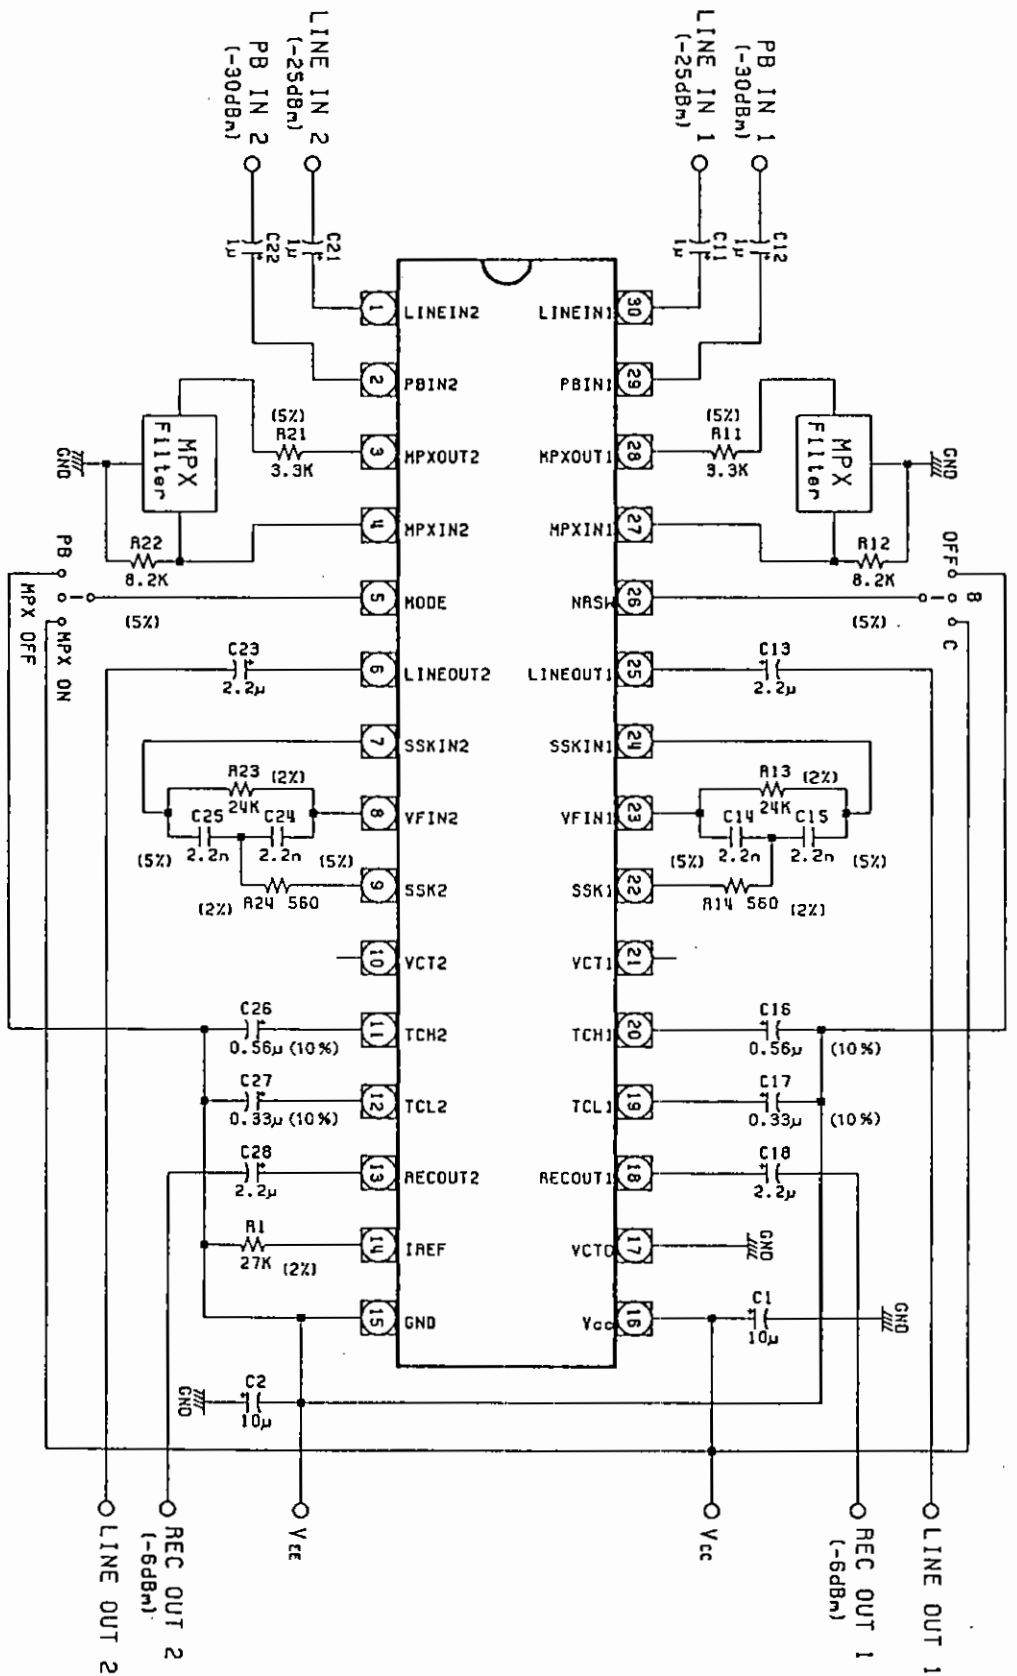 LINE IN 2
(-25dBm)
PB IN 2
(-30dBm)
PB IN 1
(-30dBm)
LINE IN 1
(-25dBm)
C22
1μ
C21
1μ
C11
1μ
C12
1μ
1
LINEIN2
LINEIN1
30
2
PBIN2
PBIN1
29
MPX
Filter
GND
(5%)
R21
3.3K
3
MPXOUT2
MPXOUT1
28
(5%)
R11
3.3K
MPX
Filter
GND
R22
8.2K
4
MPXIN2
MPXIN1
27
R12
8.2K
PB
MPX OFF
MPX ON
(5%)
5
MODE
NRSW
26
(5%)
OFF
B
C
C23
2.2μ
6
LINEOUT2
LINEOUT1
25
C13
2.2μ
7
SSKIN2
SSKIN1
24
R23
(2%)
24K
C25
C24
(5%)
2.2n
2.2n
(5%)
8
VFIN2
VFIN1
23
R13
(2%)
24K
C14
C15
(5%)
2.2n
2.2n
(5%)
(2%)
R24 560
9
SSK2
SSK1
22
R14 560
(2%)
10
VCT2
VCT1
21
C26
0.56μ (10%)
11
TCH2
TCH1
20
C16
0.56μ
(10%)
C27
0.33μ (10%)
12
TCL2
TCL1
19
C17
0.33μ
(10%)
C28
2.2μ
13
RECOUT2
RECOUT1
18
C18
2.2μ
R1
27K
(2%)
14
IREF
VCTC
17
GND
15
GND
Vcc
16
C1
10μ
GND
GND
C2
10μ
LINE OUT 2
REC OUT 2
(-6dBm)
VEE
VCC
REC OUT 1
(-6dBm)
LINE OUT 1